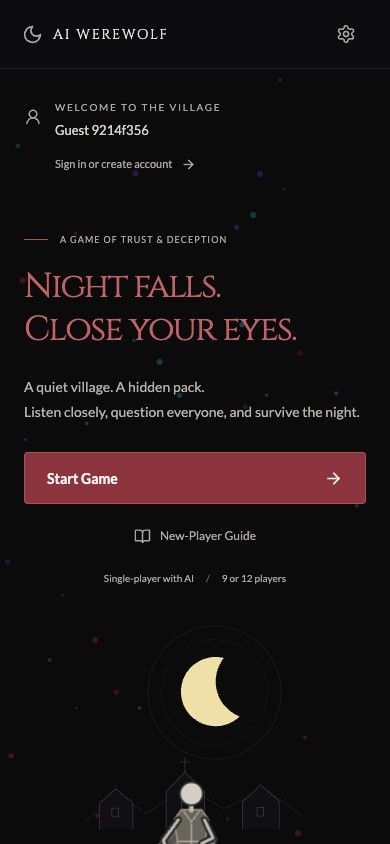 AI WEREWOLF
WELCOME TO THE VILLAGE
Guest 9214f356
Sign in or create account
A GAME OF TRUST & DECEPTION
NIGHT FALLS.
CLOSE YOUR EYES.
A quiet village. A hidden pack.
Listen closely, question everyone, and survive the night.
Start Game
New-Player Guide
Single-player with AI / 9 or 12 players